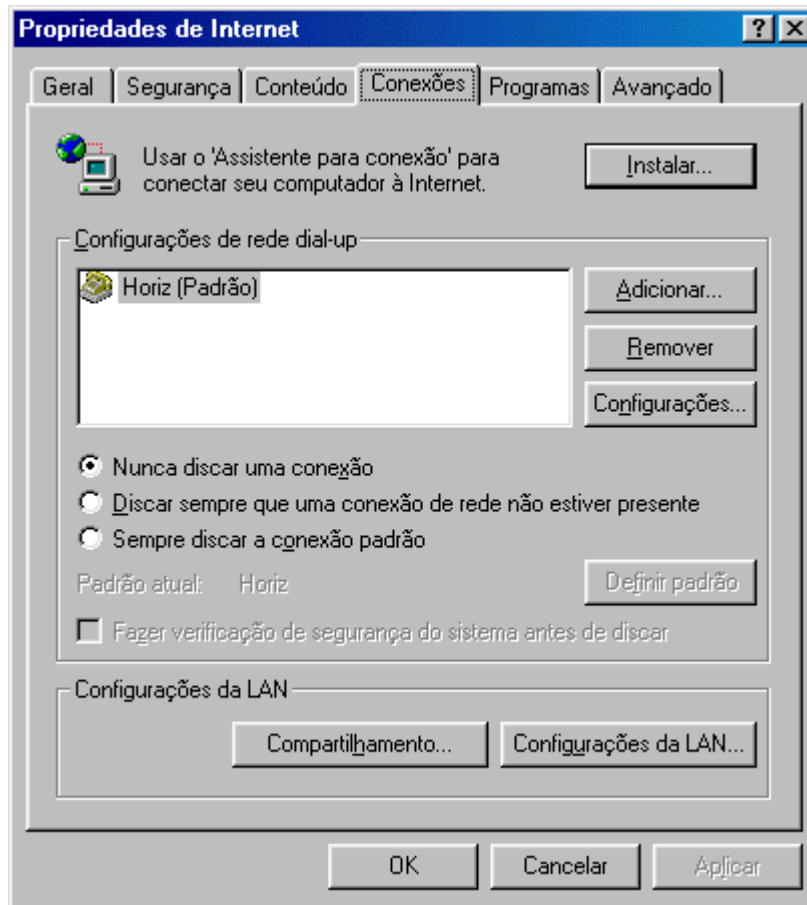 Propriedades de Internet
Geral Segurança Conteúdo Conexões Programas Avançado
Usar o 'Assistente para conexão' para
conectar seu computador à Internet.
Instalar...
Configurações de rede dial-up
Horiz (Padrão)
Adicionar...
Remover
Configurações...
Nunca discar uma conexão
Discar sempre que uma conexão de rede não estiver presente
Sempre discar a conexão padrão
Padrão atual: Horiz
Definir padrão
Fazer verificação de segurança do sistema antes de discar
Configurações da LAN
Compartilhamento... Configurações da LAN...
OK Cancelar Aplicar